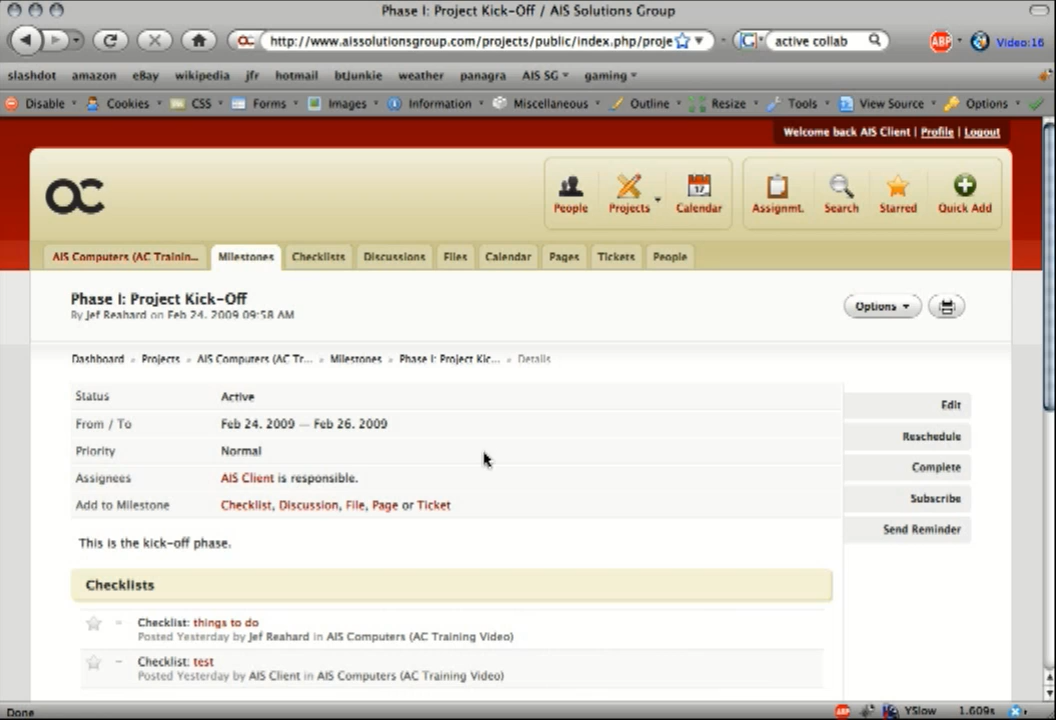 Phase I: Project Kick-Off / AIS Solutions Group
http://www.aissolutionsgroup.com/projects/public/index.php/proje
active collab
ABP
Video:16
slashdot amazon eBay wikipedia jfr hotmail btJunkie weather panagra AIS SG gaming
Disable Cookies CSS Forms Images Information Miscellaneous Outline Resize Tools View Source Options
Welcome back AIS Client | Profile | Logout
ac
People Projects Calendar Assignmt. Search Starred Quick Add
17
AIS Computers (AC Trainin... Milestones Checklists Discussions Files Calendar Pages Tickets People
Phase I: Project Kick-Off
By Jef Reahard on Feb 24. 2009 09:58 AM
Options
Dashboard » Projects » AIS Computers (AC Tr... » Milestones » Phase I: Project Kic... » Details
Status Active
From / To Feb 24. 2009 — Feb 26. 2009
Priority Normal
Assignees AIS Client is responsible.
Add to Milestone Checklist, Discussion, File, Page or Ticket
Edit
Reschedule
Complete
Subscribe
Send Reminder
This is the kick-off phase.
Checklists
Checklist: things to do
Posted Yesterday by Jef Reahard in AIS Computers (AC Training Video)
Checklist: test
Posted Yesterday by AIS Client in AIS Computers (AC Training Video)
Done
ABP
YSlow 1.609s